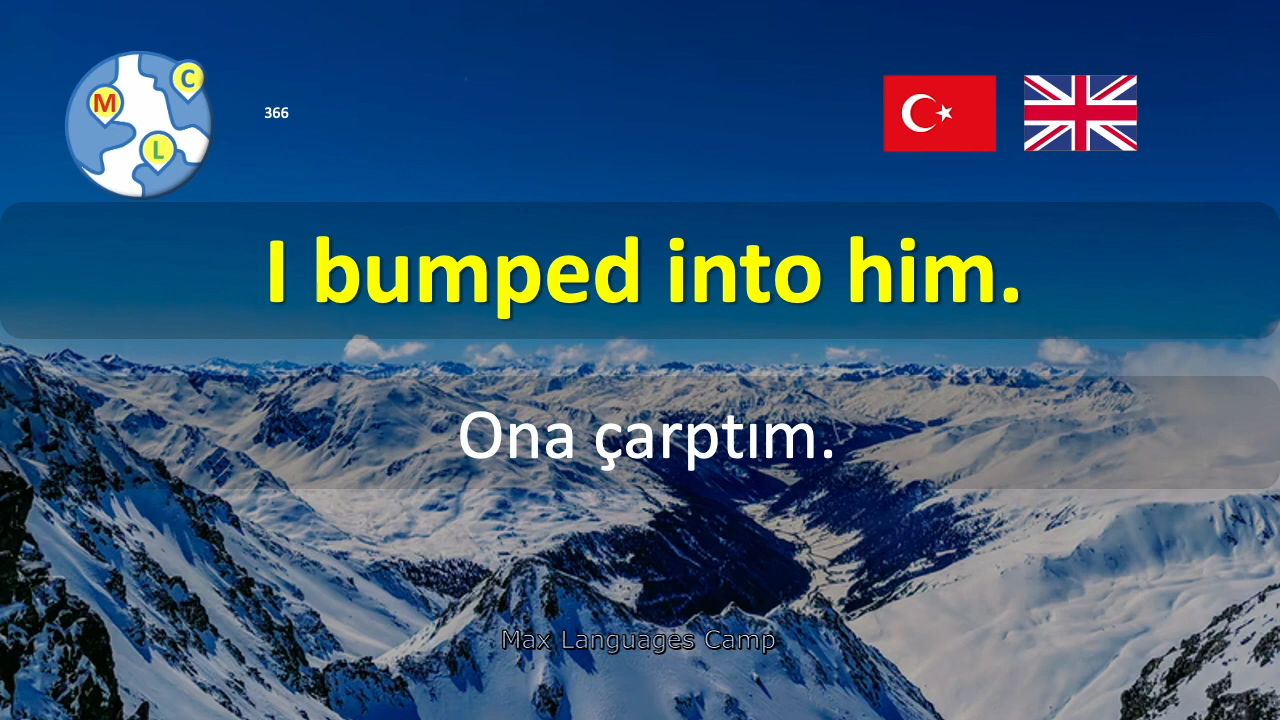 M
C
L
366
I bumped into him.
Ona çarptım.
Max Languages Camp